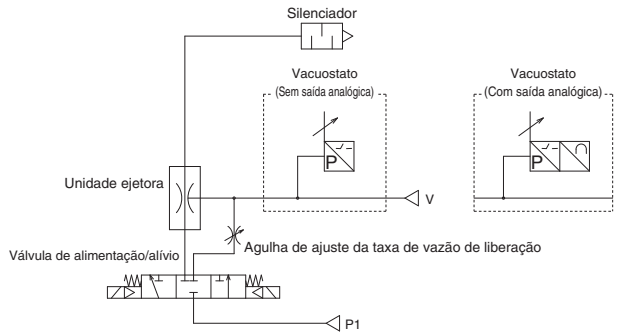 Silenciador
Vacuostato
(Sem saída analógica)
Vacuostato
(Com saída analógica)
P
P
Unidade ejetora
V
Agulha de ajuste da taxa de vazão de liberação
Válvula de alimentação/alívio
P1